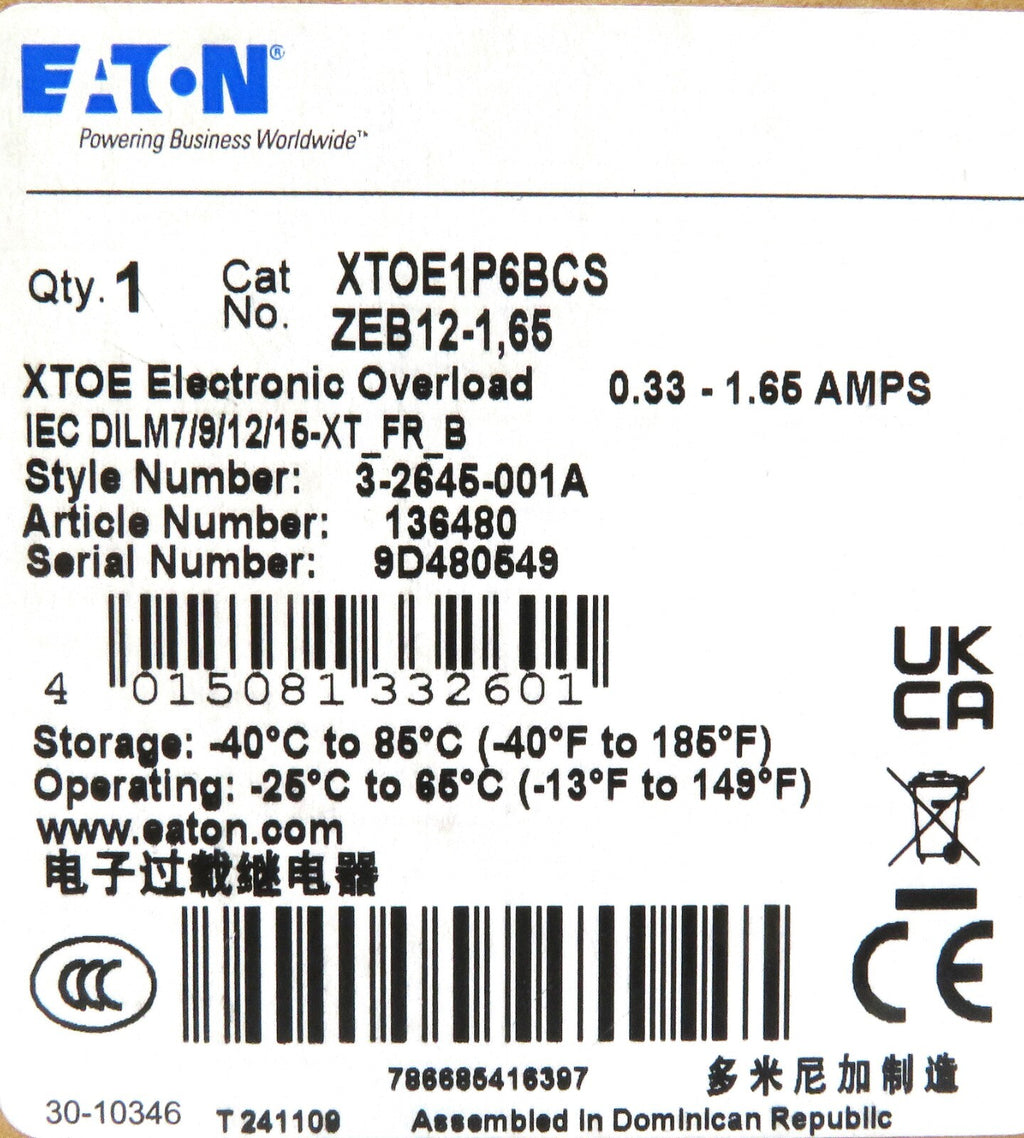 EATON®
Powering Business Worldwide™
Qty. 1 Cat No. XTOE1P6BCS
ZEB12-1,65
XTOE Electronic Overload 0.33 - 1.65 AMPS
IEC DILM7/9/12/15-XT_FR_B
Style Number: 3-2645-001A
Article Number: 136480
Serial Number: 9D480549
4 015081 332601
UK
CA
Storage: -40°C to 85°C (-40°F to 185°F)
Operating: -25°C to 65°C (-13°F to 149°F)
www.eaton.com
电子过载继电器
CCC
CE
786685416397
多米尼加制造
30-10346 T 241109 Assembled in Dominican Republic